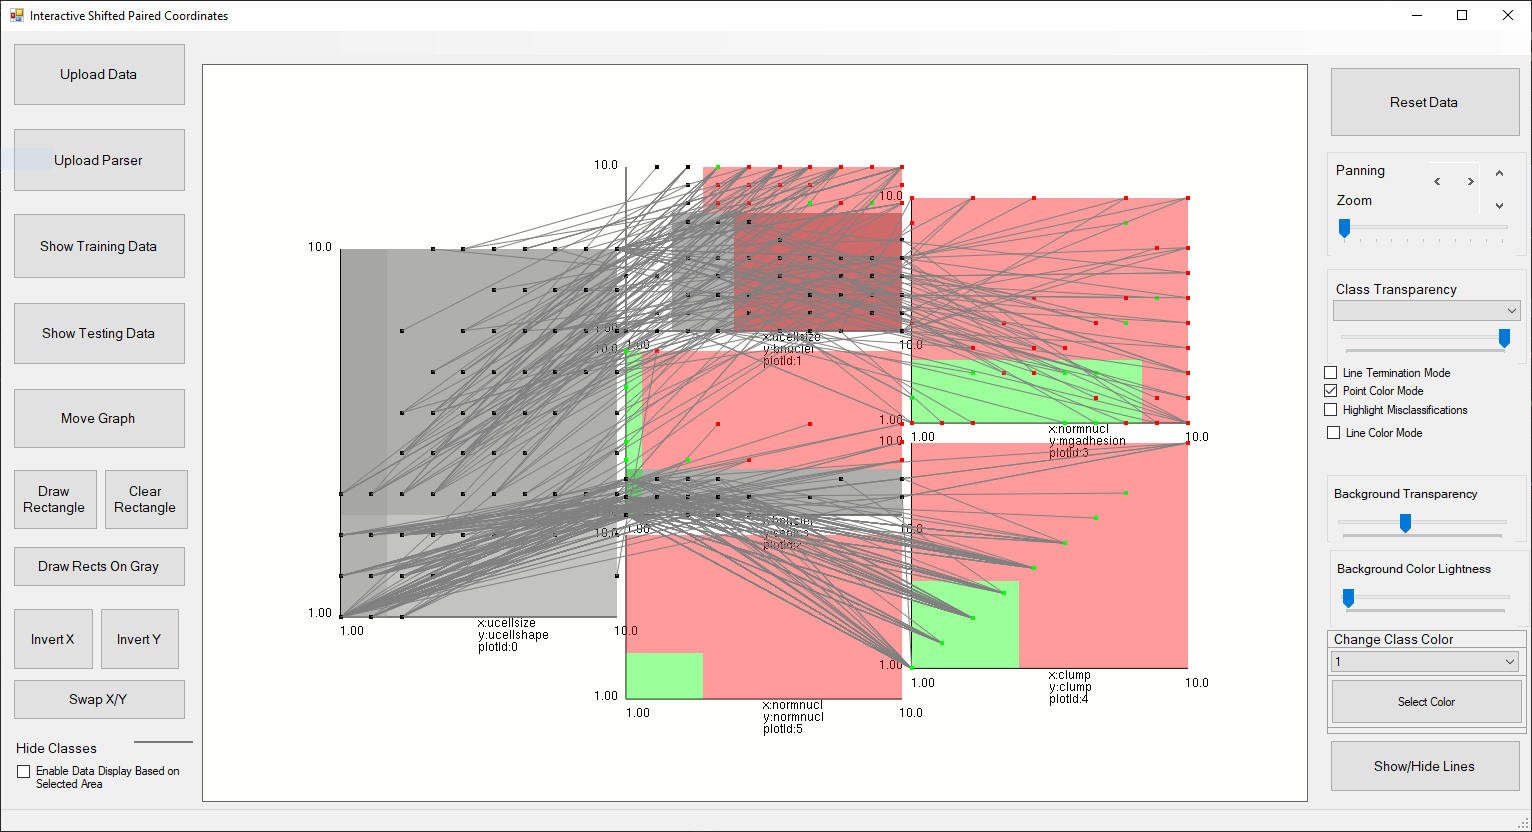 Interactive Shifted Paired Coordinates
Upload Data
Upload Parser
Show Training Data
Show Testing Data
Move Graph
Draw
Rectangle
Clear
Rectangle
Draw Rects On Gray
Invert X
Invert Y
Swap X/Y
Hide Classes
Enable Data Display Based on
Selected Area
10.0
1.00
1.00
10.0
x:ucellsize
y:ucellshape
plotId:0
10.0
1.00
1.00
10.0
x:ucellsize
y:bnuclei
plotId:1
10.0
1.00
10.0
10.0
1.00
1.00
10.0
x:normnucl
y:mgadhesion
plotId:3
10.0
1.00
1.00
10.0
x:clump
y:clump
plotId:4
10.0
1.00
1.00
10.0
x:normnucl
y:normnucl
plotId:5
Reset Data
Panning
Zoom
Class Transparency
Line Termination Mode
Point Color Mode
Highlight Misclassifications
Line Color Mode
Background Transparency
Background Color Lightness
Change Class Color
1
Select Color
Show/Hide Lines